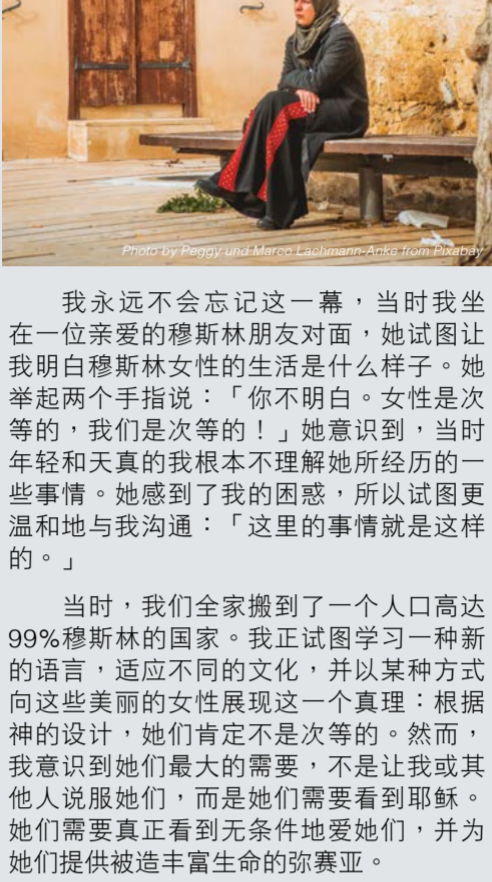 Photo by Peggy und Marco Lachmann-Anke from Pixabay
我永远不会忘记这一幕，当时我坐
在一位亲爱的穆斯林朋友对面，她试图让
我明白穆斯林女性的生活是什么样子。她
举起两个手指说：「你不明白。女性是次
等的，我们是次等的！」她意识到，当时
年轻和天真的我根本不理解她所经历的一
些事情。她感到了我的困惑，所以试图更
温和地与我沟通：「这里的事情就是这样
的。」
当时，我们全家搬到了一个人口高达
99%穆斯林的国家。我正试图学习一种新
的语言，适应不同的文化，并以某种方式
向这些美丽的女性展现这一个真理：根据
神的设计，她们肯定不是次等的。然而，
我意识到她们最大的需要，不是让我或其
他人说服她们，而是她们需要看到耶稣。
她们需要真正看到无条件地爱她们，并为
她们提供被造丰富生命的弥赛亚。